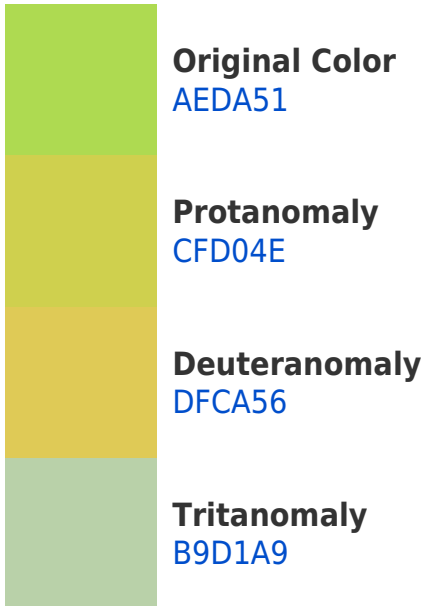 Original Color
AEDA51
Protanomaly
CFD04E
Deuteranomaly
DFCA56
Tritanomaly
B9D1A9